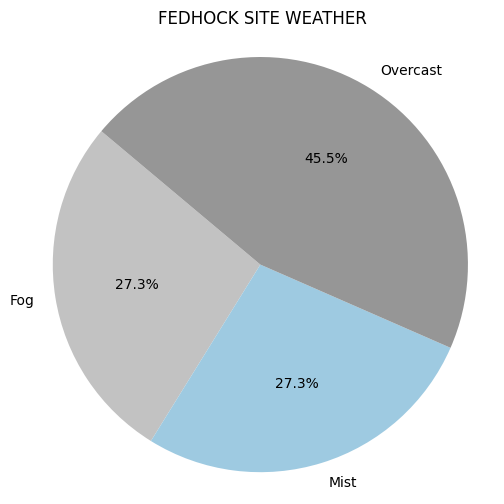 FEDHOCK SITE WEATHER
Overcast
45.5%
27.3%
Fog
27.3%
Mist